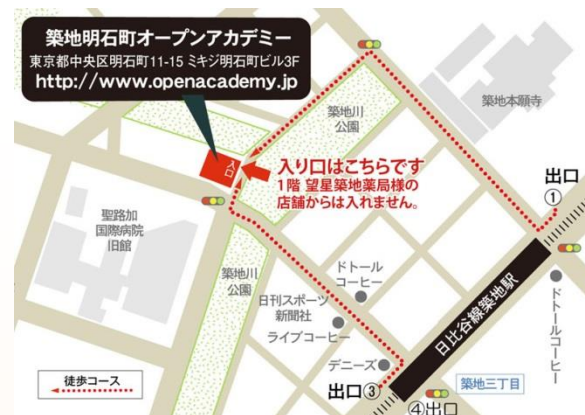 築地明石町オープンアカデミー
東京都中央区明石町11-15 ミキジ明石町ビル3F
http://www.openacademy.jp
築地川
公園
築地本願寺
入口
入り口はこちらです
1階 望星築地薬局様の
店舗からは入れません。
出口
①
聖路加
国際病院
旧館
築地川
公園
ドトール
コーヒー
日刊スポーツ
新聞社
ライブコーヒー
デニーズ
日比谷線築地駅
ドトールコーヒー
徒歩コース
出口③
築地三丁目
④出口